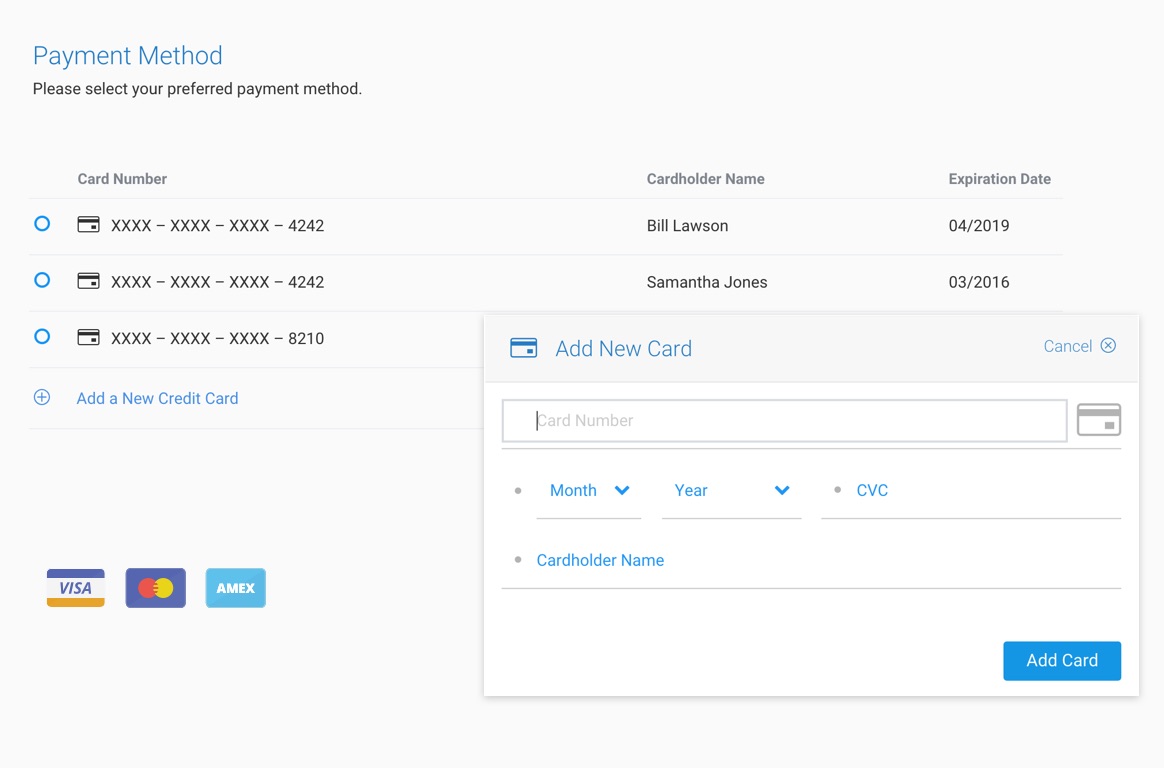 Payment Method
Please select your preferred payment method.
Card Number Cardholder Name Expiration Date
XXXX – XXXX – XXXX – 4242 Bill Lawson 04/2019
XXXX – XXXX – XXXX – 4242 Samantha Jones 03/2016
XXXX – XXXX – XXXX – 8210
Add a New Credit Card
Add New Card Cancel
Card Number
Month Year CVC
Cardholder Name
VISA AMEX
Add Card